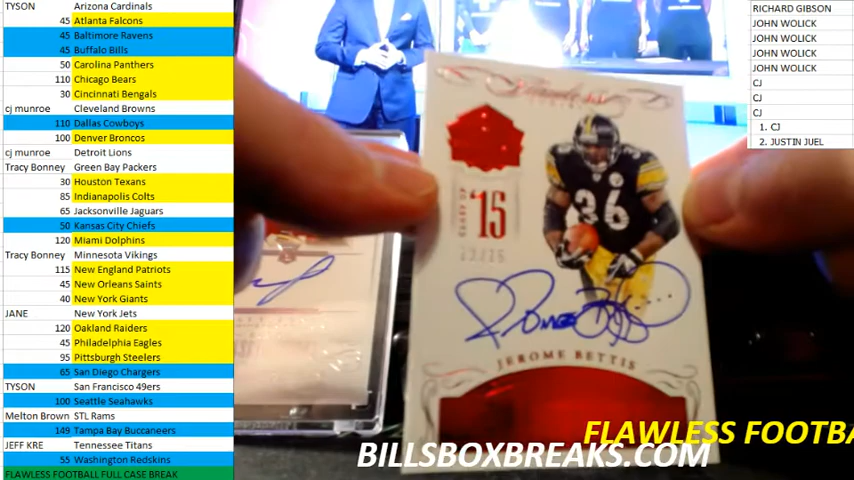 TYSON Arizona Cardinals
45 Atlanta Falcons
45 Baltimore Ravens
45 Buffalo Bills
50 Carolina Panthers
110 Chicago Bears
30 Cincinnati Bengals
cj munroe Cleveland Browns
110 Dallas Cowboys
100 Denver Broncos
cj munroe Detroit Lions
Tracy Bonney Green Bay Packers
30 Houston Texans
85 Indianapolis Colts
65 Jacksonville Jaguars
50 Kansas City Chiefs
120 Miami Dolphins
Tracy Bonney Minnesota Vikings
115 New England Patriots
45 New Orleans Saints
40 New York Giants
JANE New York Jets
120 Oakland Raiders
45 Philadelphia Eagles
95 Pittsburgh Steelers
65 San Diego Chargers
TYSON San Francisco 49ers
100 Seattle Seahawks
Melton Brown STL Rams
149 Tampa Bay Buccaneers
JEFF KRE Tennessee Titans
55 Washington Redskins
FLAWLESS FOOTBALL FULL CASE BREAK
Flawless
CLASS OF
'15
36
JEROME BETTIS
RICHARD GIBSON
JOHN WOLICK
JOHN WOLICK
JOHN WOLICK
JOHN WOLICK
CJ
CJ
CJ
1. CJ
2. JUSTIN JUEL
FLAWLESS FOOTBA
BILLSBOXBREAKS.COM